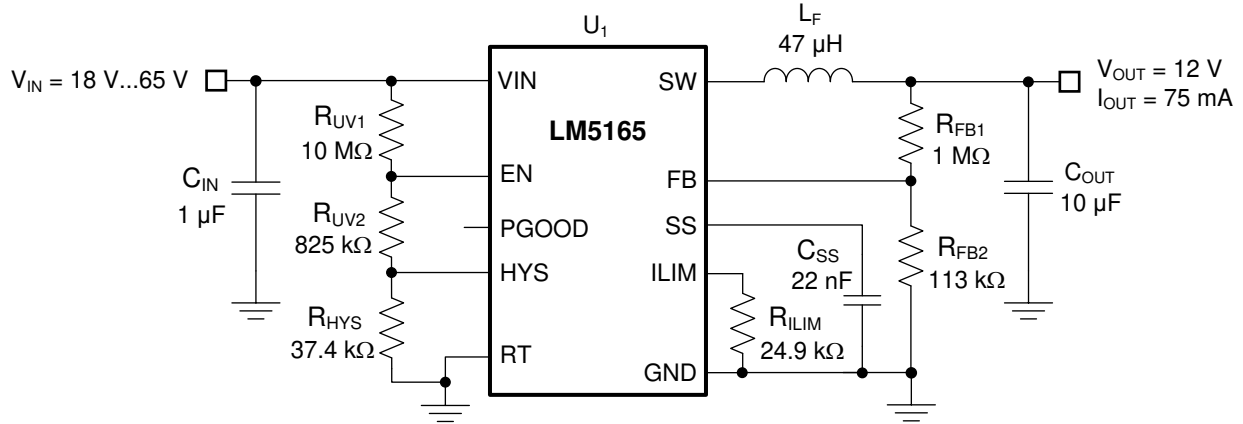 U1
LF
47 µH
VIN = 18 V...65 V
VIN
SW
VOUT = 12 V
IOUT = 75 mA
LM5165
RUV1
10 MΩ
RFB1
1 MΩ
CIN
1 µF
EN
FB
COUT
10 µF
RUV2
825 kΩ
PGOOD
SS
CSS
22 nF
RFB2
113 kΩ
HYS
ILIM
RHYS
37.4 kΩ
RILIM
24.9 kΩ
RT
GND